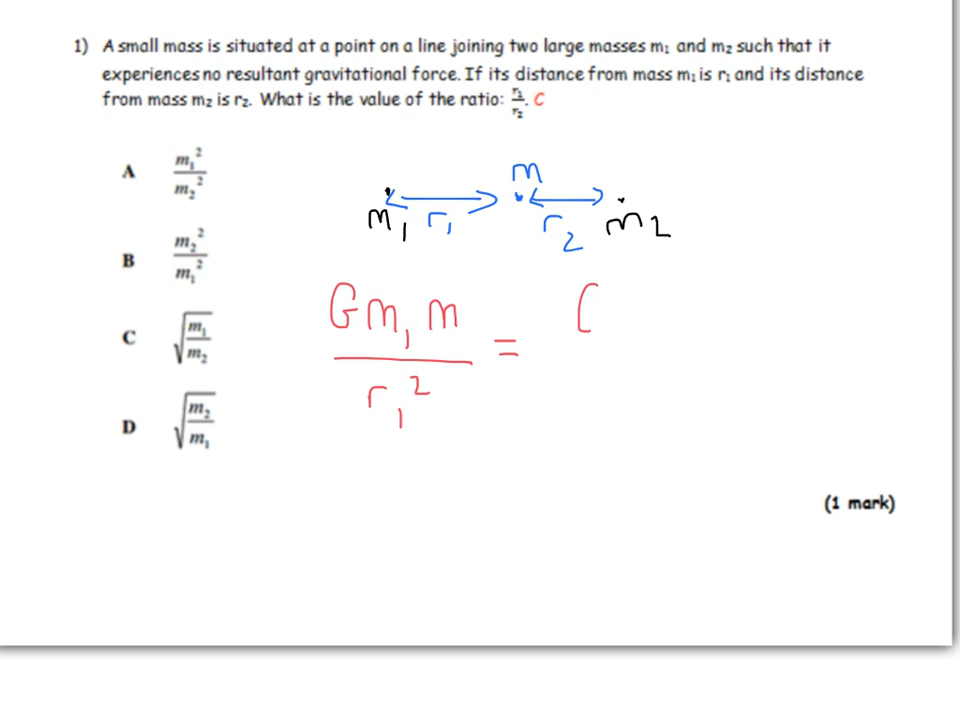 1) A small mass is situated at a point on a line joining two large masses m₁ and m₂ such that it
experiences no resultant gravitational force. If its distance from mass m₁ is r₁ and its distance
from mass m₂ is r₂. What is the value of the ratio: r₁/r₂. C
A m₁²/m₂²
B m₂²/m₁²
C √(m₁/m₂)
D √(m₂/m₁)
m
m₁ r₁ r₂ m₂
Gm₁m/r₁² = (
(1 mark)